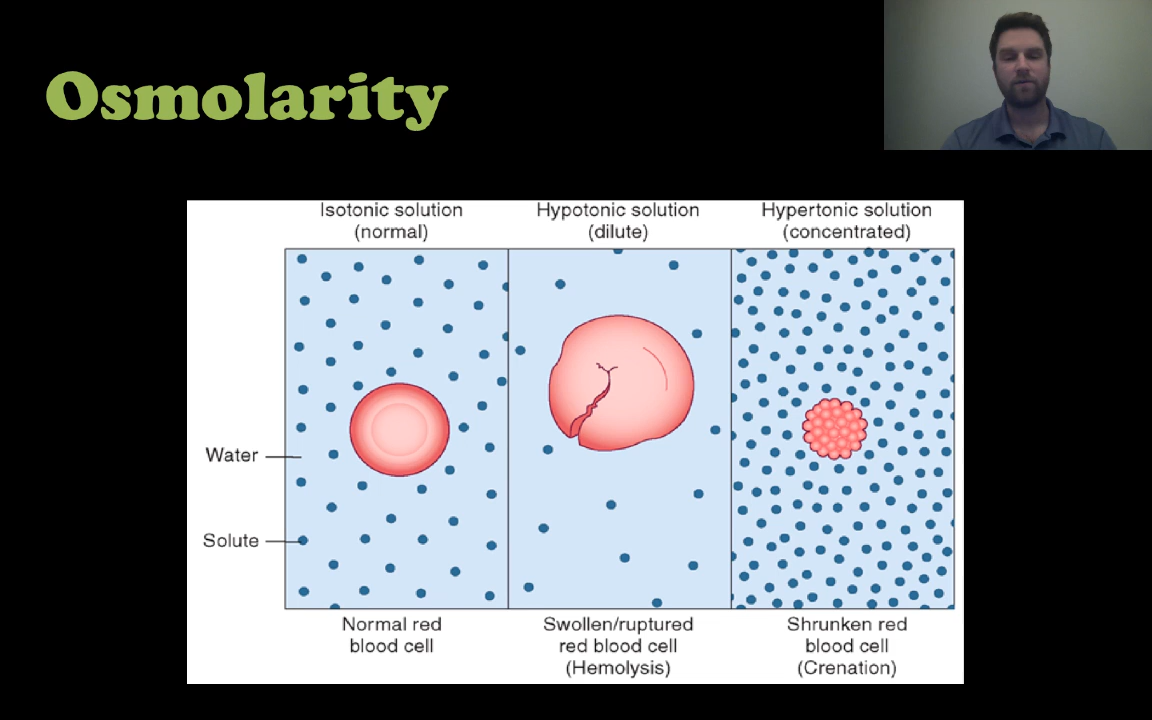 Osmolarity
Isotonic solution
(normal)
Hypotonic solution
(dilute)
Hypertonic solution
(concentrated)
Water
Solute
Normal red
blood cell
Swollen/ruptured
red blood cell
(Hemolysis)
Shrunken red
blood cell
(Crenation)